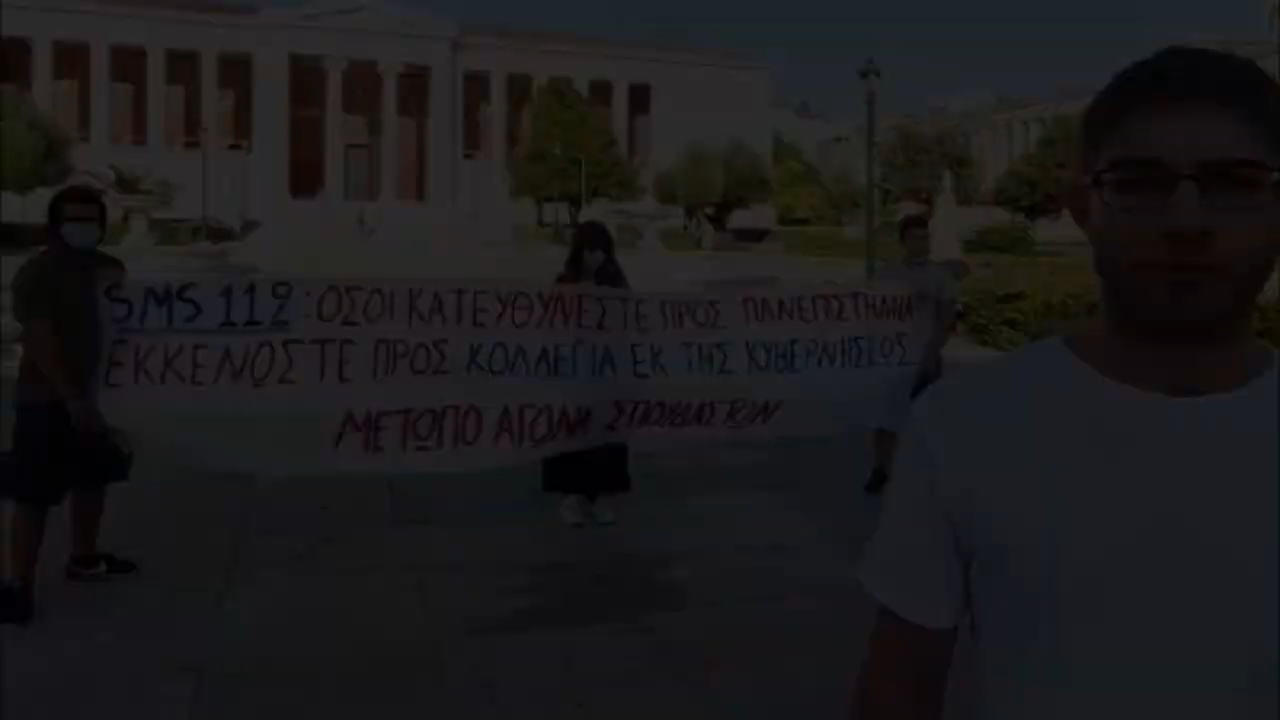 SMS 112 : ΟΣΟΙ ΚΑΤΕΥΘΥΝΕΣΤΕ ΠΡΟΣ ΠΑΝΕΠΙΣΤΗΜΙΑ
ΕΚΚΕΝΩΣΤΕ ΠΡΟΣ ΚΟΛΛΕΓΙΑ ΕΚ ΤΗΣ ΚΥΒΕΡΝΗΣΕΩΣ
ΜΕΤΩΠΟ ΑΓΩΝΑ ΣΠΟΥΔΑΣΤΩΝ